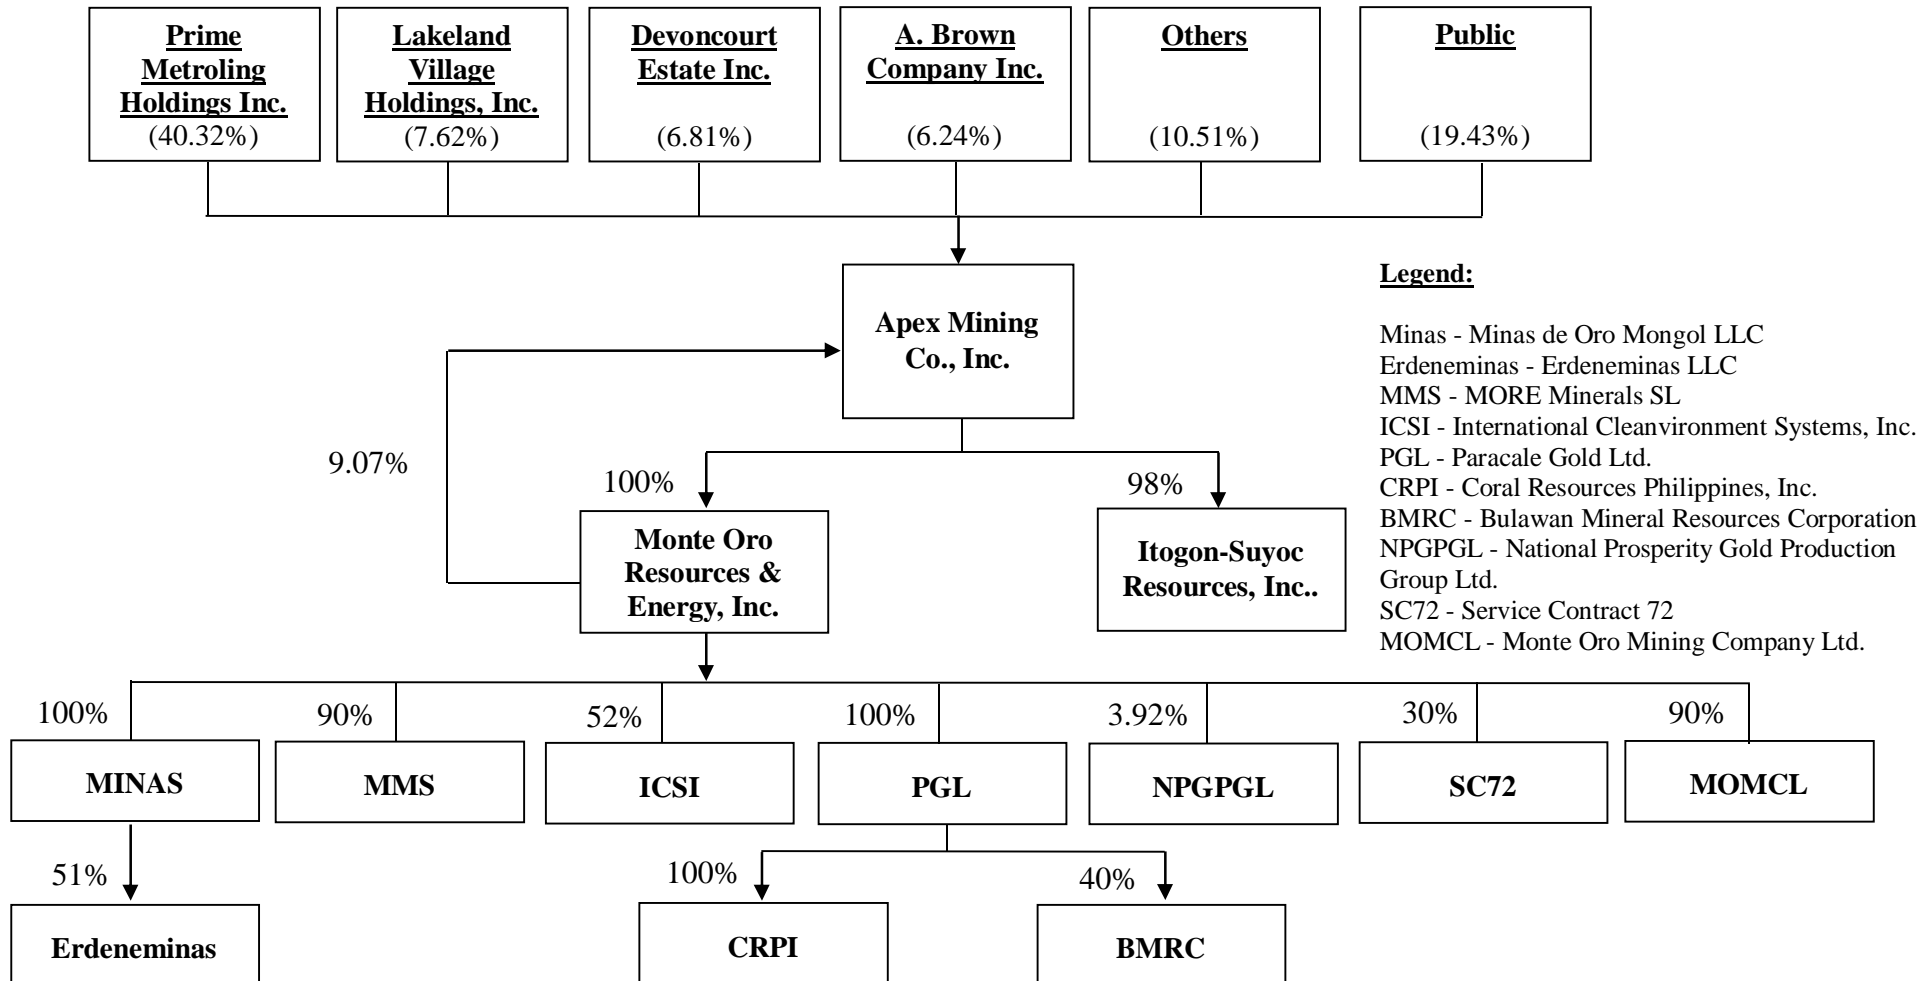 Prime
Metroling
Holdings Inc.
(40.32%)
Lakeland
Village
Holdings, Inc.
(7.62%)
Devoncourt
Estate Inc.
(6.81%)
A. Brown
Company Inc.
(6.24%)
Others
(10.51%)
Public
(19.43%)
Apex Mining
Co., Inc.
Legend:
Minas - Minas de Oro Mongol LLC
Erdeneminas - Erdeneminas LLC
MMS - MORE Minerals SL
ICSI - International Cleanvironment Systems, Inc.
PGL - Paracale Gold Ltd.
CRPI - Coral Resources Philippines, Inc.
BMRC - Bulawan Mineral Resources Corporation
NPGPGL - National Prosperity Gold Production
Group Ltd.
SC72 - Service Contract 72
MOMCL - Monte Oro Mining Company Ltd.
9.07%
100%
98%
Monte Oro
Resources &
Energy, Inc.
Itogon-Suyoc
Resources, Inc..
100%
90%
52%
100%
3.92%
30%
90%
MINAS
MMS
ICSI
PGL
NPGPGL
SC72
MOMCL
51%
100%
40%
Erdeneminas
CRPI
BMRC